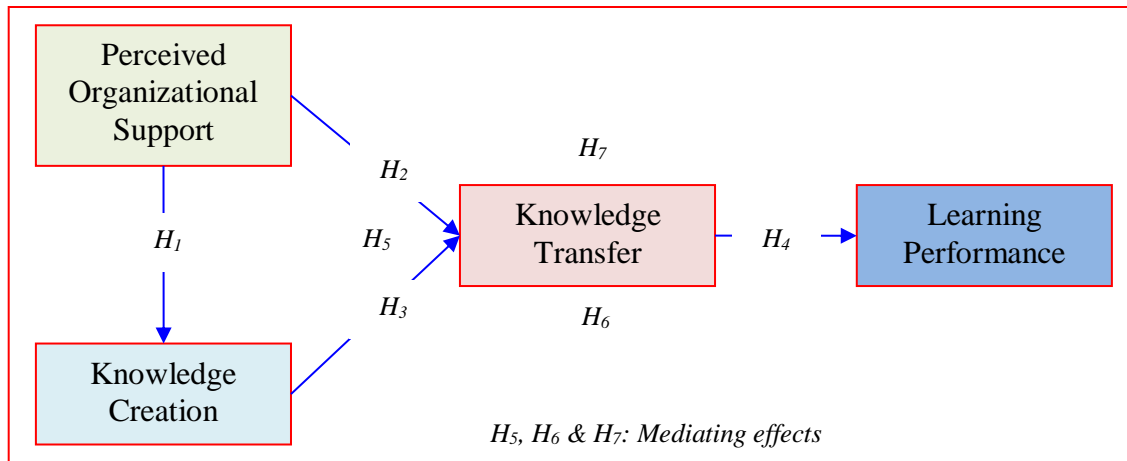 Perceived
Organizational
Support
H₇
H₂
Knowledge
Transfer
Learning
Performance
H₁
H₅
H₄
H₃
H₆
Knowledge
Creation
H₅, H₆ & H₇: Mediating effects